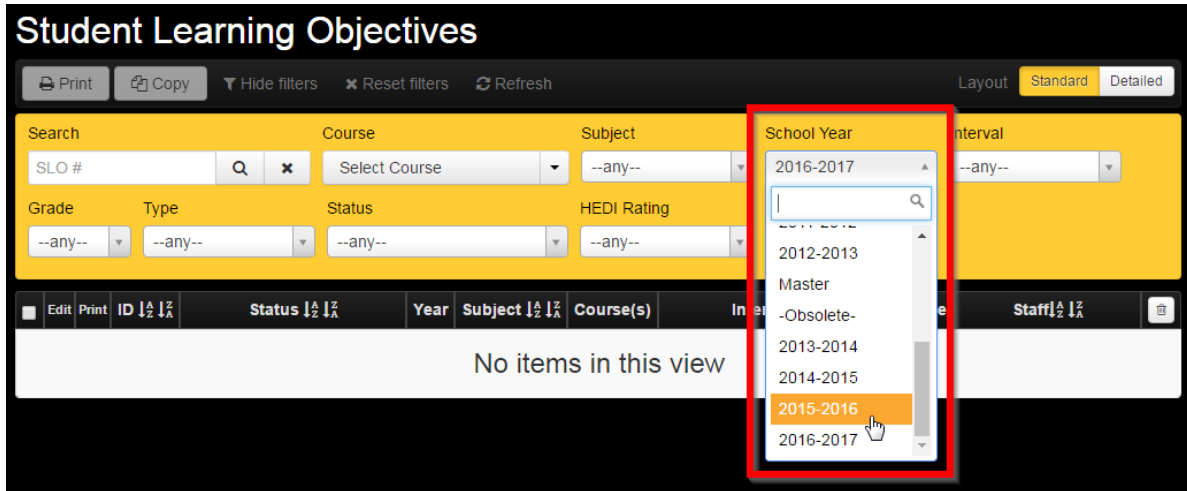 Student Learning Objectives
Print Copy Hide filters Reset filters Refresh Layout Standard Detailed
Search Course Subject School Year Interval
SLO # Select Course --any-- 2016-2017 --any--
Grade Type Status HEDI Rating
--any-- --any-- --any-- --any--
2011-2012
2012-2013
Master
-Obsolete-
2013-2014
2014-2015
2015-2016
2016-2017
Edit Print ID Status Year Subject Course(s) Staff
No items in this view